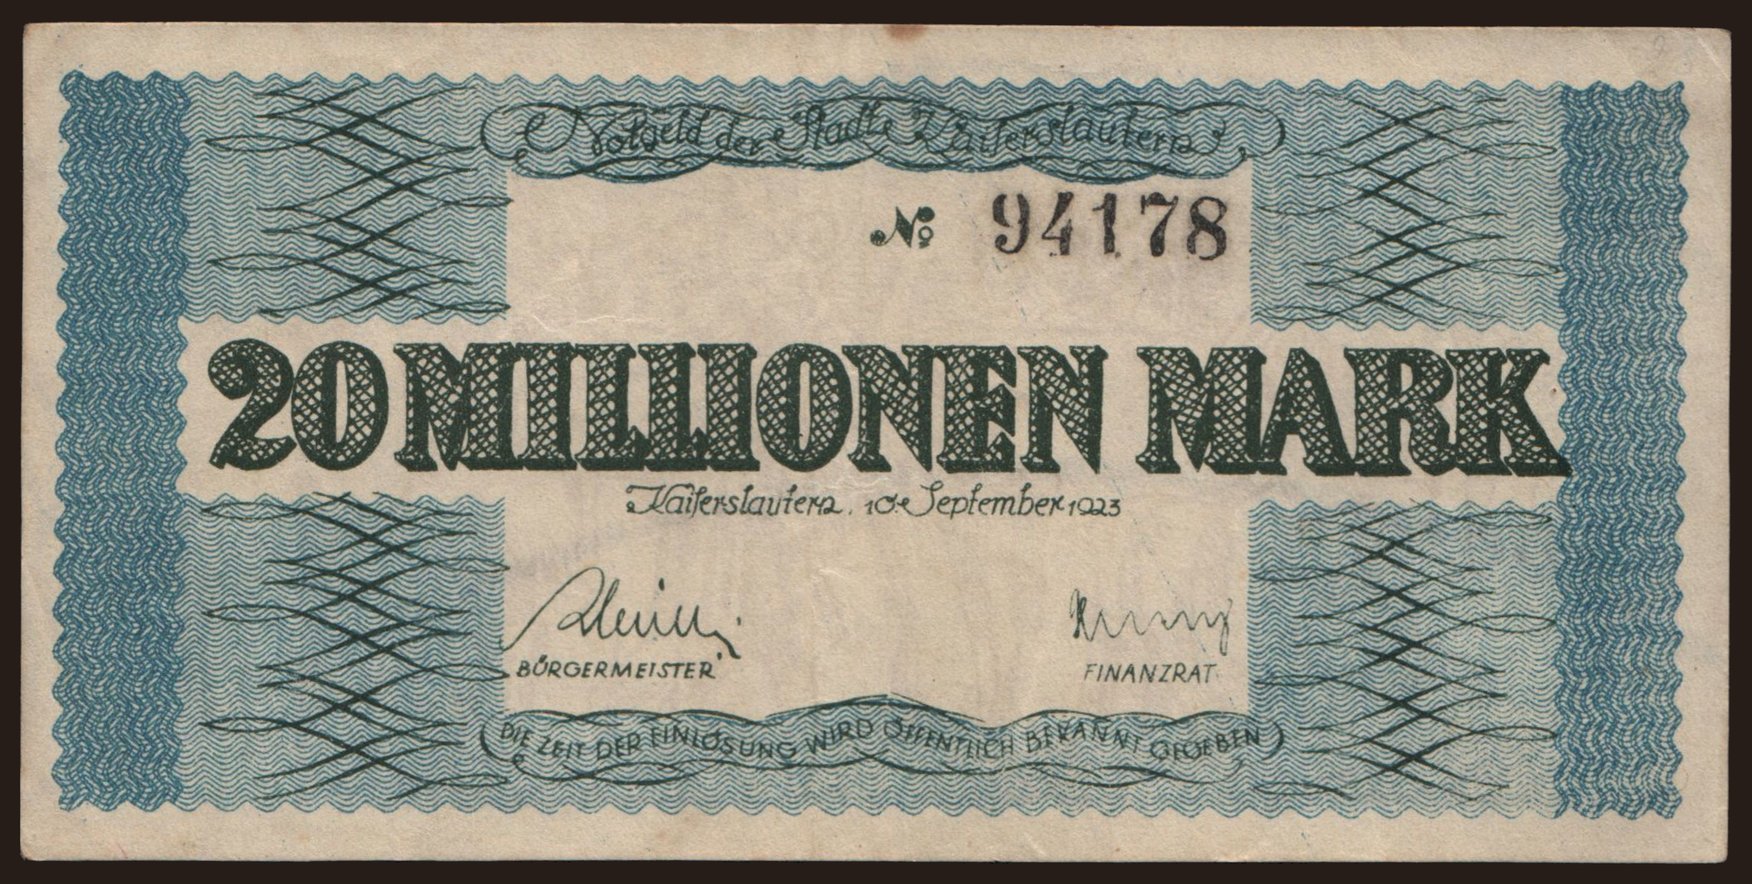 Notgeld der Stadt Kaiserslautern
No 94178
20 MILLIONEN MARK
Kaiserslautern, 10. September 1923
BÜRGERMEISTER
FINANZRAT
DIE ZEIT DER EINLÖSUNG WIRD ÖFFENTLICH BEKANNT GEGEBEN